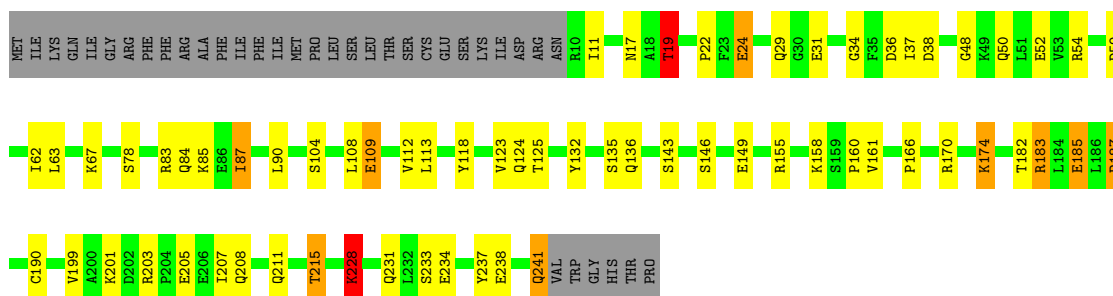 MET ILE LYS GLN ILE GLY ARG PHE PHE ARG ALA PHE ILE PHE ILE MET PRO LEU SER LEU THR SER CYS GLU SER LYS ILE ASP ARG ASN R10 I11 N17 A18 T19 P22 F23 E24 Q29 G30 E31 G34 F35 D36 I37 D38 G48 K49 Q50 L51 E52 V53 R54
I62 L63 K67 S78 R83 Q84 K85 E86 I87 L90 S104 L108 E109 V112 L113 Y118 V123 Q124 T125 Y132 S135 Q136 S143 S146 E149 R155 K158 S159 P160 V161 P166 R170 K174 T182 R183 L184 E185 L186
C190 V199 A200 K201 D202 R203 P204 E205 E206 I207 Q208 Q211 T215 K228 Q231 L232 S233 E234 Y237 E238 Q241 VAL TRP GLY HIS THR PRO